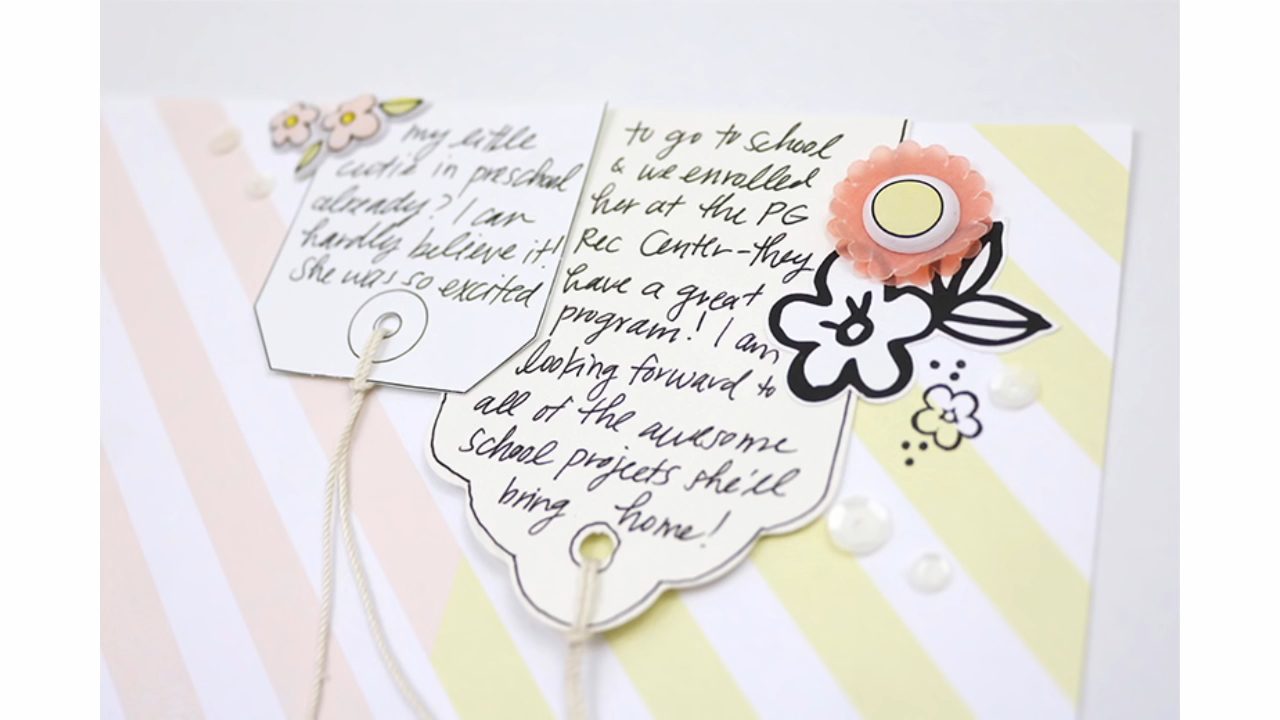 my little
cutie in preschool
already? I can
hardly believe it!
She was so excited
to go to school
& we enrolled
her at the PG
Rec Center-they
have a great
program! I am
looking forward to
all of the awesome
school projects she'll
bring home!